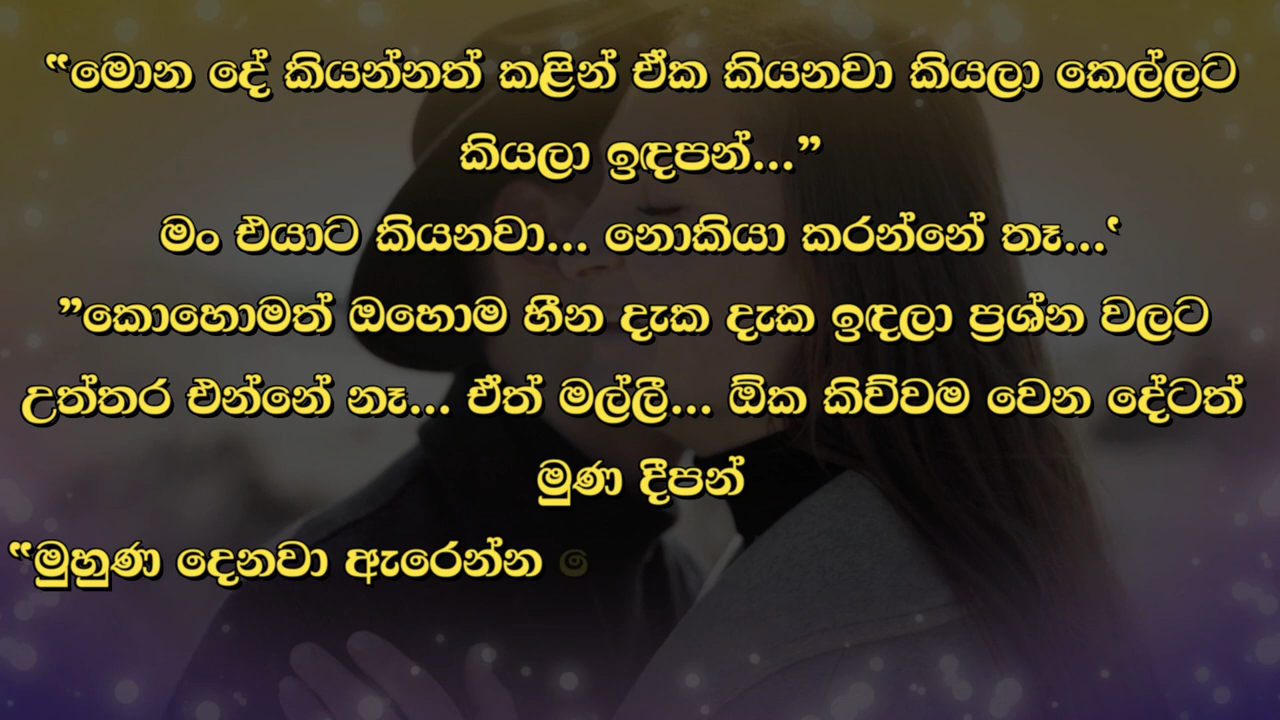 “මොන දේ කියන්නත් කළින් ඒක කියනවා කියලා කෙල්ලට
කියලා ඉඳපන්...”
මං එයාට කියනවා... නොකියා කරන්නේ තෑ...‘
”කොහොමත් ඔහොම හීන දැක දැක ඉඳලා ප්‍රශ්න වලට
උත්තර එන්නේ නෑ... ඒත් මල්ලී... ඕක කිව්වම වෙන දේටත්
මුණ දීපන්
“මුහුණ දෙනවා ඇරෙන්න